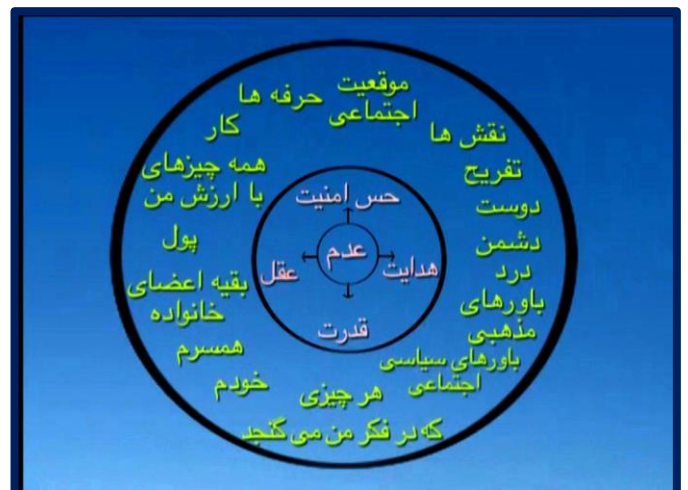 موقعیت
اجتماعی
حرفه ها
کار
همه چیزهای
با ارزش من
پول
بقیه اعضای
خانواده
همسرم
خودم
هر چیزی
که در فکر من می گنجد
نقش ها
تفریح
دوست
دشمن
درد
باورهای
مذهبی
باورهای سیاسی
اجتماعی
حس امنیت
عدم
هدایت
عقل
قدرت